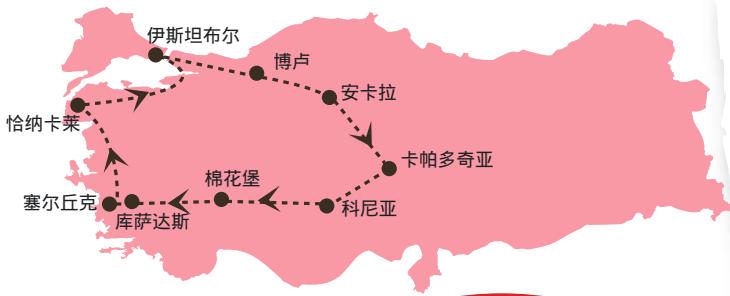 伊斯坦布尔
博卢
安卡拉
恰纳卡莱
卡帕多奇亚
棉花堡
塞尔丘克
科尼亚
库萨达斯